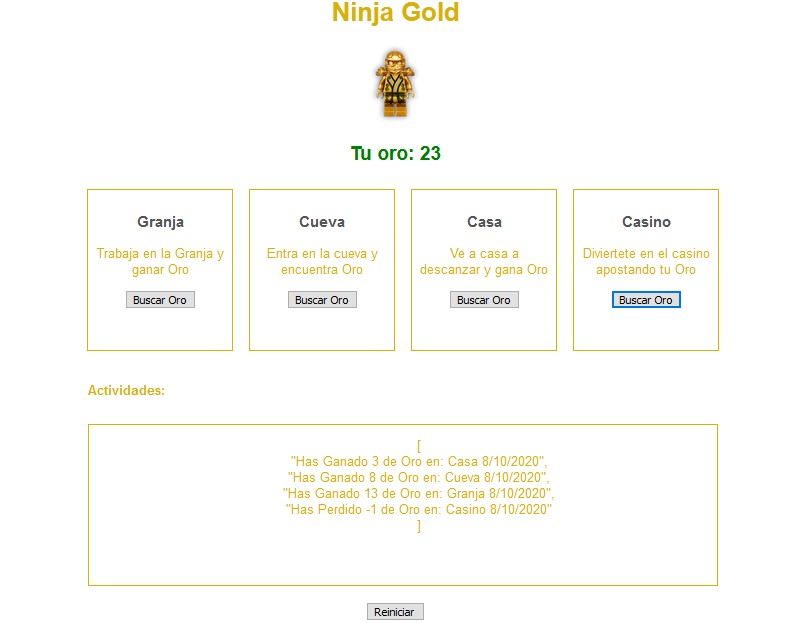 Ninja Gold
Tu oro: 23
Granja
Trabaja en la Granja y
ganar Oro
Buscar Oro
Cueva
Entra en la cueva y
encuentra Oro
Buscar Oro
Casa
Ve a casa a
descanzar y gana Oro
Buscar Oro
Casino
Diviertete en el casino
apostando tu Oro
Buscar Oro
Actividades:
[
"Has Ganado 3 de Oro en: Casa 8/10/2020",
"Has Ganado 8 de Oro en: Cueva 8/10/2020",
"Has Ganado 13 de Oro en: Granja 8/10/2020",
"Has Perdido -1 de Oro en: Casino 8/10/2020"
]
Reiniciar